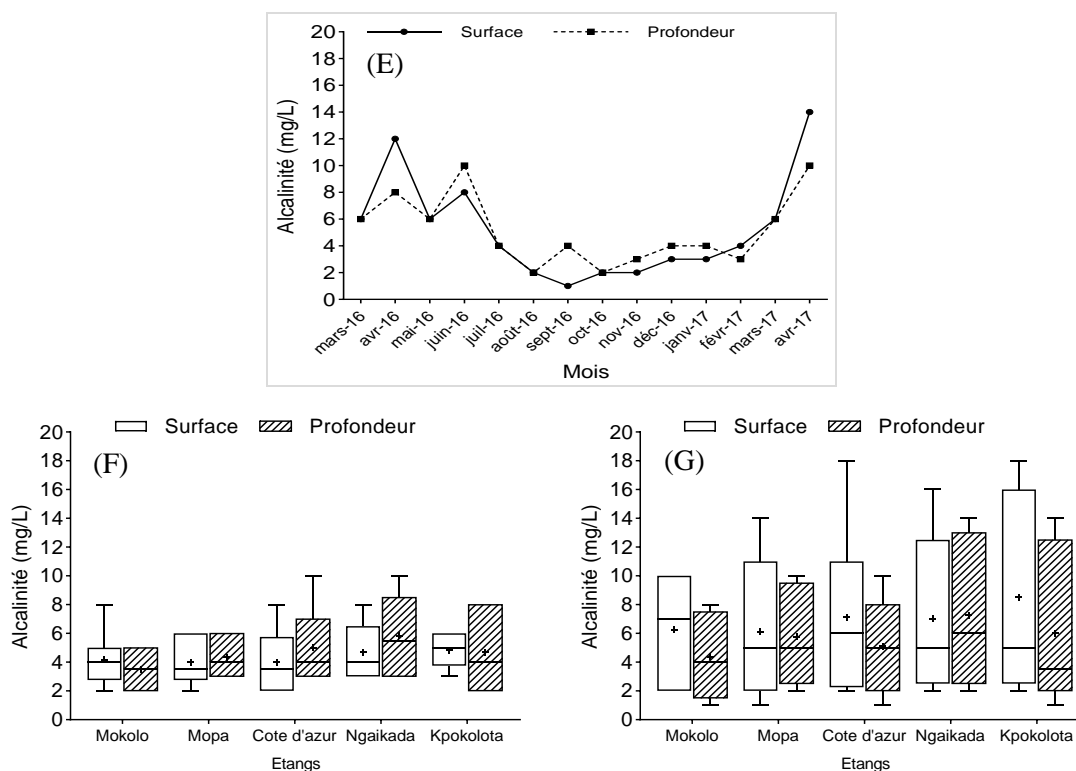 Surface Profondeur
(E)
Alcalinité (mg/L)
20
18
16
14
12
10
8
6
4
2
0
mars-16 avr-16 mai-16 juin-16 juil-16 août-16 sept-16 oct-16 nov-16 déc-16 janv-17 févr-17 mars-17 avr-17
Mois
Surface Profondeur
(F)
Alcalinité (mg/L)
20
18
16
14
12
10
8
6
4
2
0
Mokolo Mopa Cote d'azur Ngaikada Kpokolota
Etangs
Surface Profondeur
(G)
Alcalinité (mg/L)
20
18
16
14
12
10
8
6
4
2
0
Mokolo Mopa Cote d'azur Ngaikada Kpokolota
Etangs